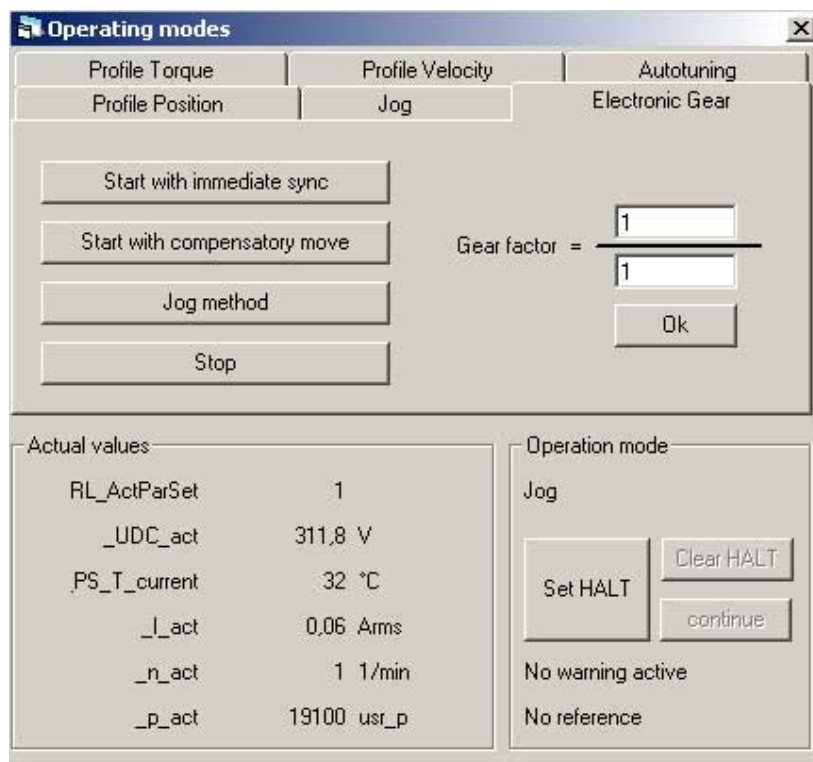 Operating modes
Profile Torque Profile Velocity Autotuning
Profile Position Jog Electronic Gear
Start with immediate sync
Start with compensatory move
Jog method
Stop
Gear factor =
1
1
Ok
Actual values
RL_ActParSet 1
_UDC_act 311,8 V
_PS_T_current 32 °C
_I_act 0,06 Arms
_n_act 1 1/min
_p_act 19100 usr_p
Operation mode
Jog
Set HALT
Clear HALT
continue
No warning active
No reference